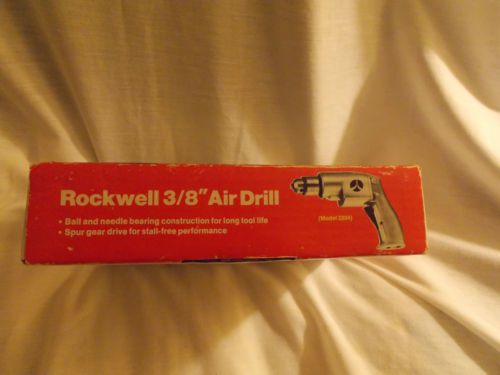 Rockwell 3/8" Air Drill
• Ball and needle bearing construction for long tool life
• Spur gear drive for stall-free performance
(Model 2204)